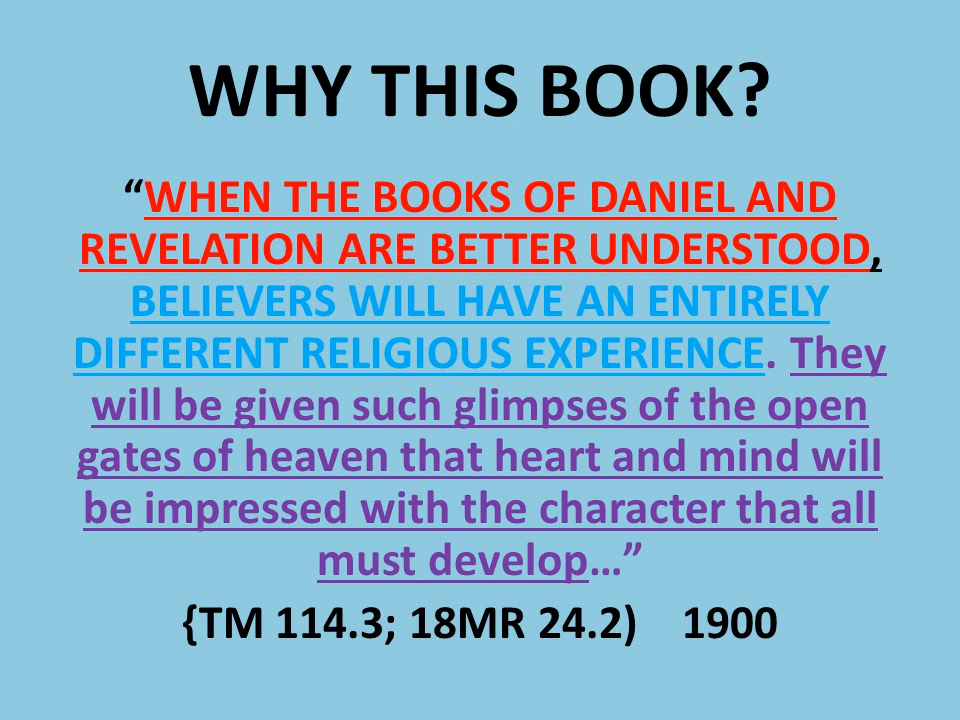 WHY THIS BOOK?
“WHEN THE BOOKS OF DANIEL AND
REVELATION ARE BETTER UNDERSTOOD,
BELIEVERS WILL HAVE AN ENTIRELY
DIFFERENT RELIGIOUS EXPERIENCE. They
will be given such glimpses of the open
gates of heaven that heart and mind will
be impressed with the character that all
must develop…”
{TM 114.3; 18MR 24.2) 1900